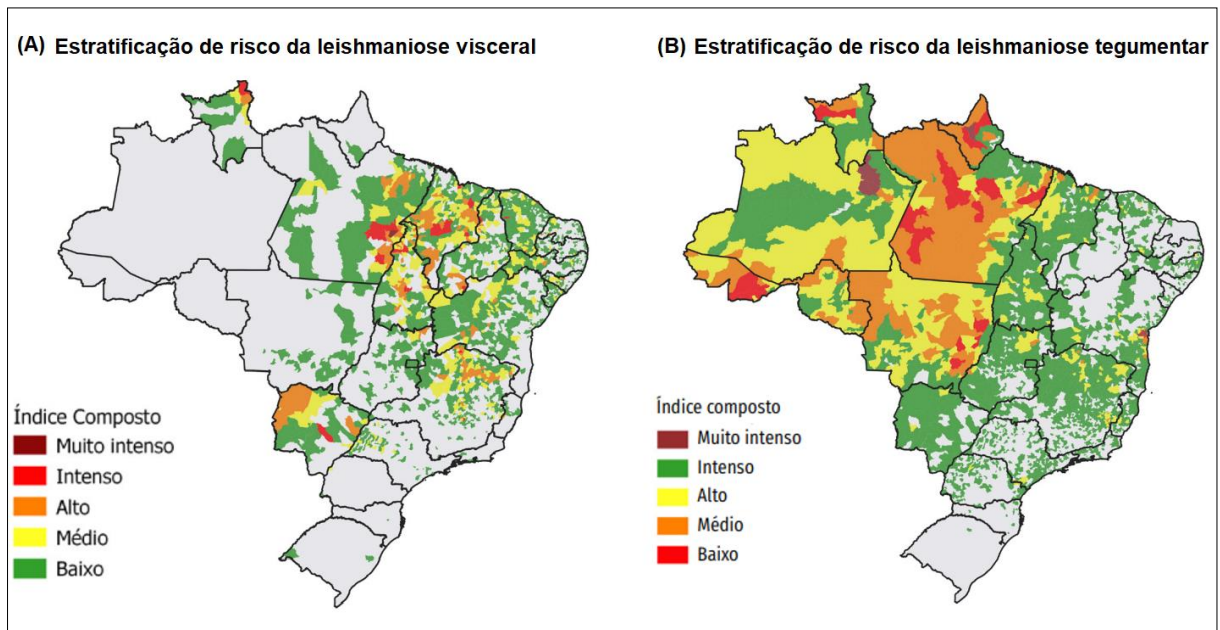 (A) Estratificação de risco da leishmaniose visceral
Índice Composto
Muito intenso
Intenso
Alto
Médio
Baixo
(B) Estratificação de risco da leishmaniose tegumentar
Índice composto
Muito intenso
Intenso
Alto
Médio
Baixo